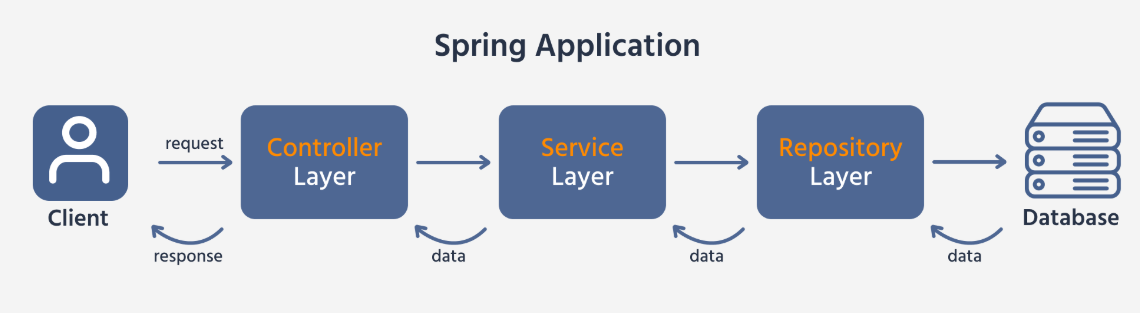 Spring Application
request
Controller
Layer
Service
Layer
Repository
Layer
Client
Database
response
data
data
data